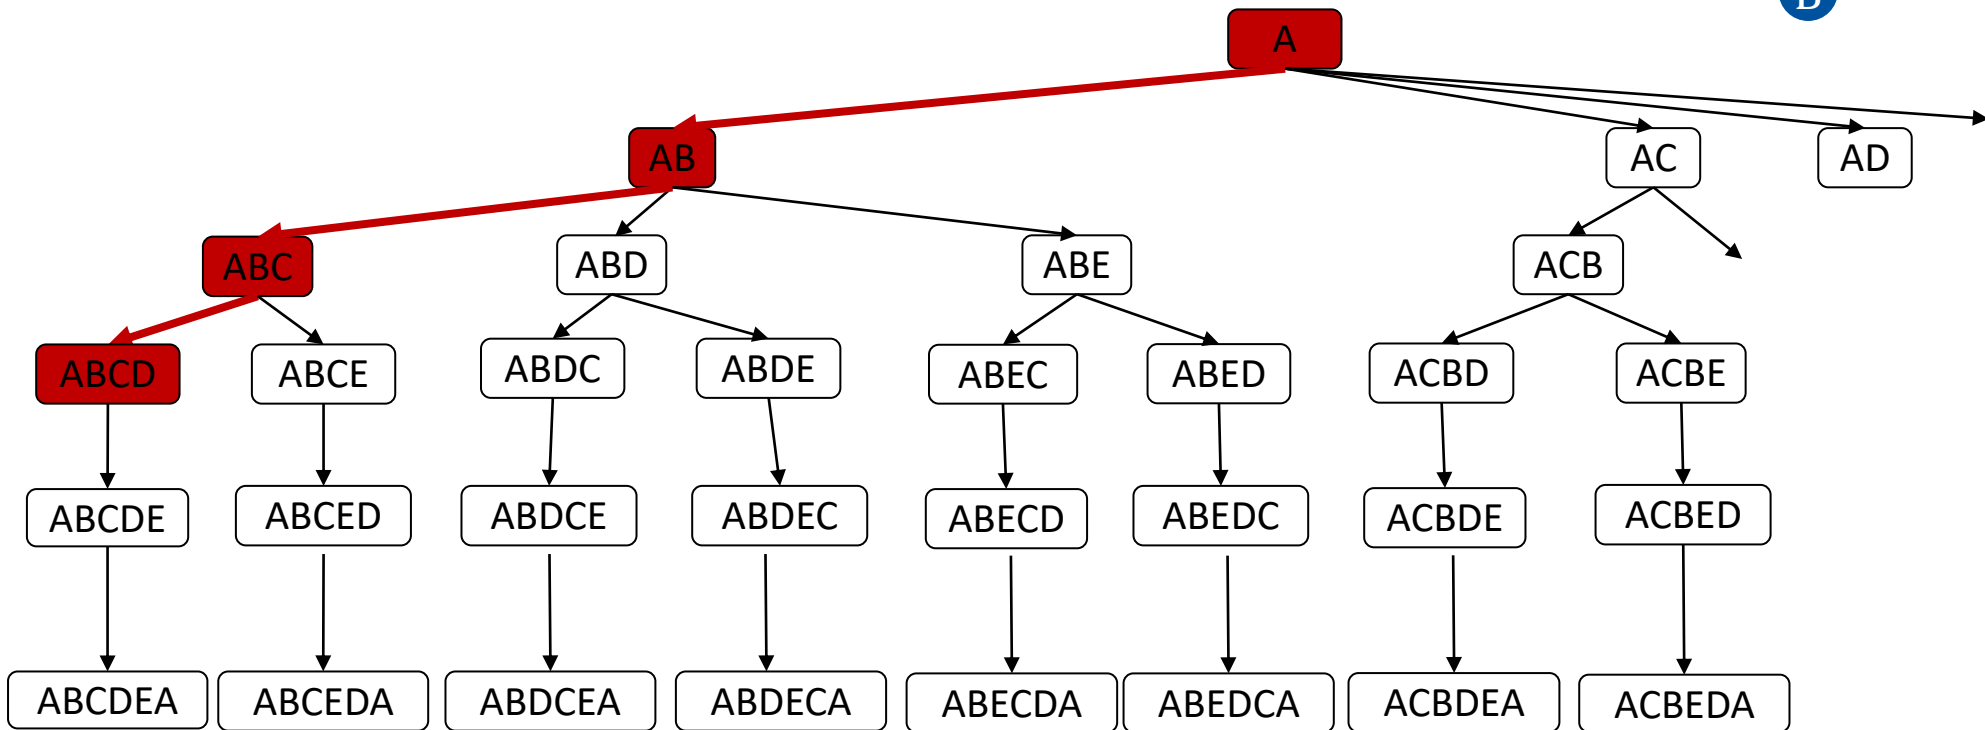 B
A
AB AC AD
ABC ABD ABE ACB
ABCD ABCE ABDC ABDE ABEC ABED ACBD ACBE
ABCDE ABCED ABDCE ABDEC ABECD ABEDC ACBDE ACBED
ABCDEA ABCEDA ABDCEA ABDECA ABECDA ABEDCA ACBDEA ACBEDA